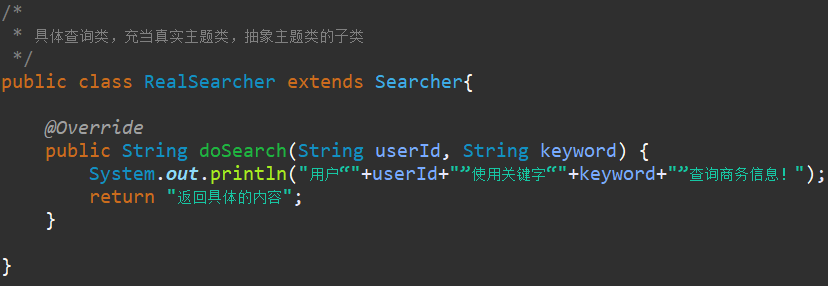 /*
 * 具体查询类，充当真实主题类，抽象主题类的子类
 */
public class RealSearcher extends Searcher{
@Override
public String doSearch(String userId, String keyword) {
System.out.println("用户“"+userId+"”使用关键字“"+keyword+"”查询商务信息！");
return "返回具体的内容";
}
}